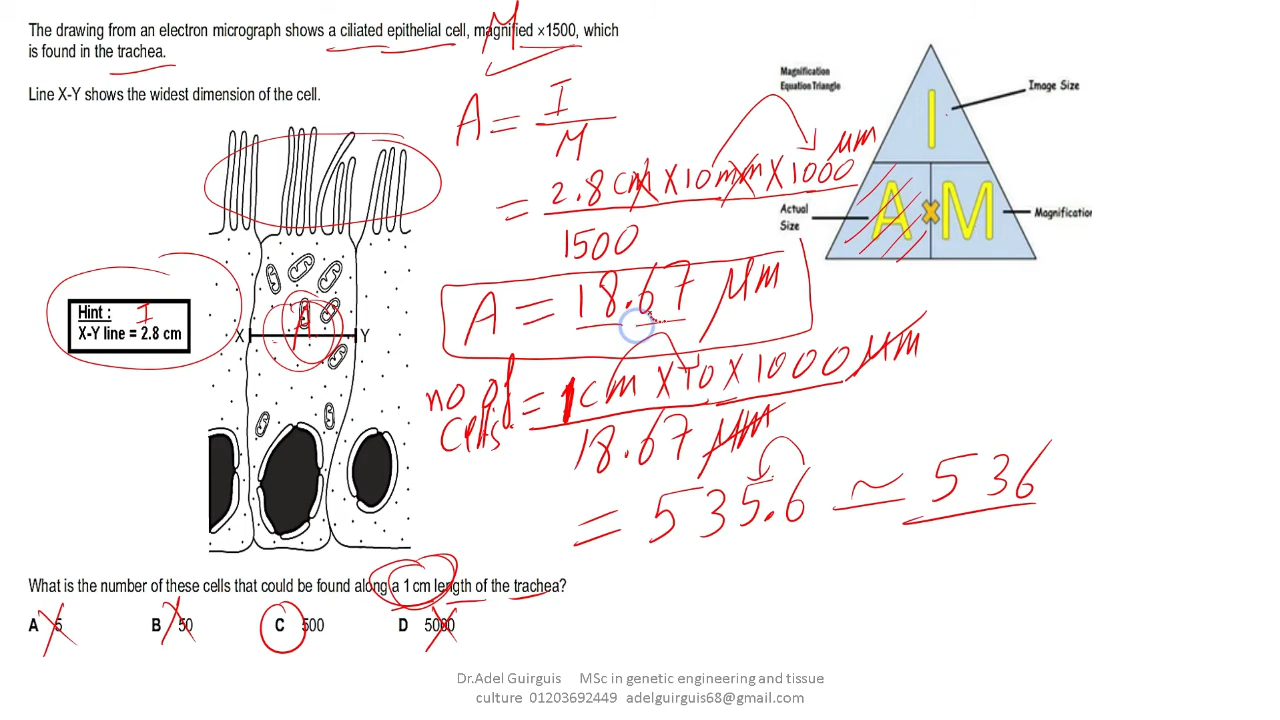 The drawing from an electron micrograph shows a ciliated epithelial cell, magnified ×1500, which
is found in the trachea.
M
Line X-Y shows the widest dimension of the cell.
Hint :
I
X-Y line = 2.8 cm
X
A
Y
A = I
M
= 2.8 cm X 10 mm X 1000 μm
1500
A = 18.67 μm
no of
cells = 1 cm X 10 X 1000 μm
18.67 μm
= 535.6 ≃ 536
Magnification
Equation Triangle
I
Image Size
A × M
Actual
Size
Magnification
What is the number of these cells that could be found along a 1 cm length of the trachea?
A 5 B 50 C 500 D 5000
Dr.Adel Guirguis MSc in genetic engineering and tissue
culture 01203692449 adelguirguis68@gmail.com